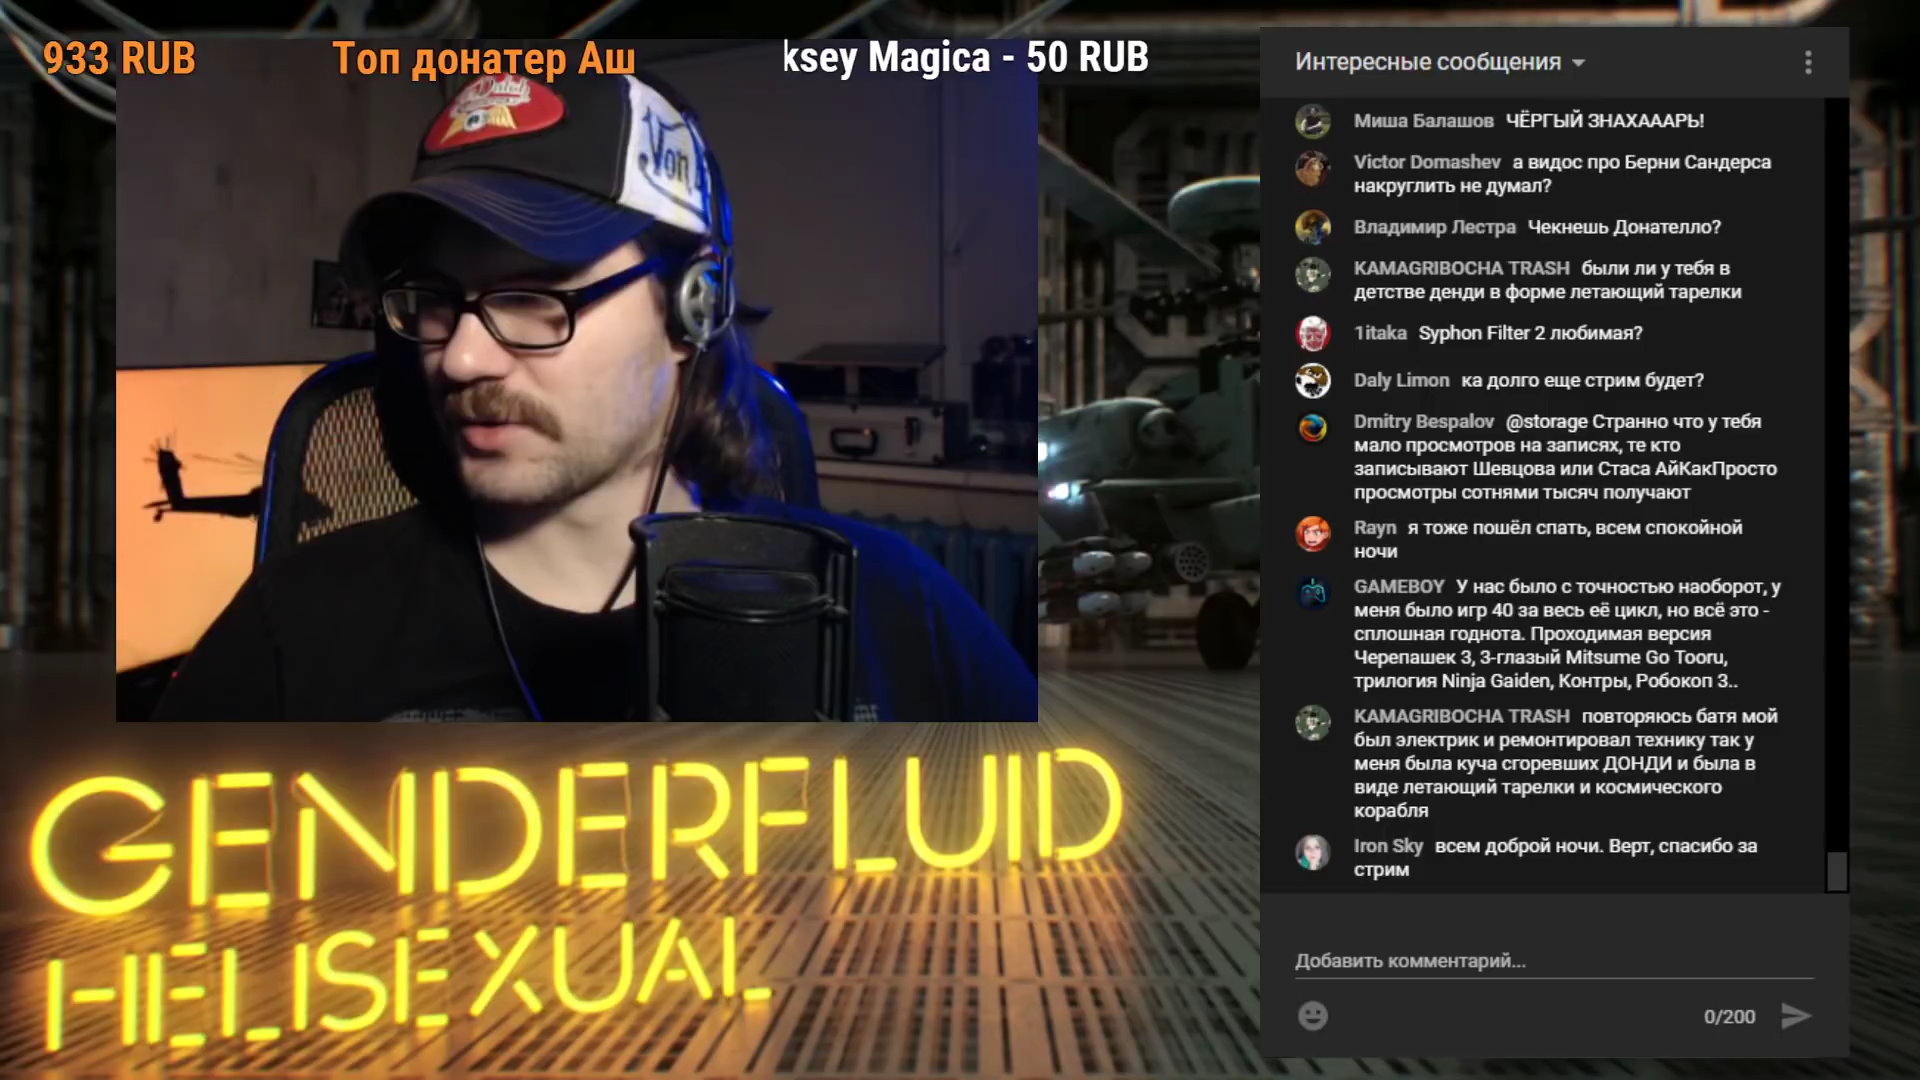 933 RUB
Топ донатер Аш
ksey Magica - 50 RUB
Von
GENDERFLUID
HELISEXUAL
Интересные сообщения
Миша Балашов ЧЁРГЫЙ ЗНАХАААРЬ!
Victor Domashev а видос про Берни Сандерса
накруглить не думал?
Владимир Лестра Чекнешь Донателло?
KAMAGRIBOCHA TRASH были ли у тебя в
детстве денди в форме летающий тарелки
1itaka Syphon Filter 2 любимая?
Daly Limon ка долго еще стрим будет?
Dmitry Bespalov @storage Странно что у тебя
мало просмотров на записях, те кто
записывают Шевцова или Стаса АйКакПросто
просмотры сотнями тысяч получают
Rayn я тоже пошёл спать, всем спокойной
ночи
GAMEBOY У нас было с точностью наоборот, у
меня было игр 40 за весь её цикл, но всё это -
сплошная годнота. Проходимая версия
Черепашек 3, 3-глазый Mitsume Go Tooru,
трилогия Ninja Gaiden, Контры, Робокоп 3..
KAMAGRIBOCHA TRASH повторяюсь батя мой
был электрик и ремонтировал технику так у
меня была куча сгоревших ДОНДИ и была в
виде летающий тарелки и космического
корабля
Iron Sky всем доброй ночи. Верт, спасибо за
стрим
Добавить комментарий...
0/200